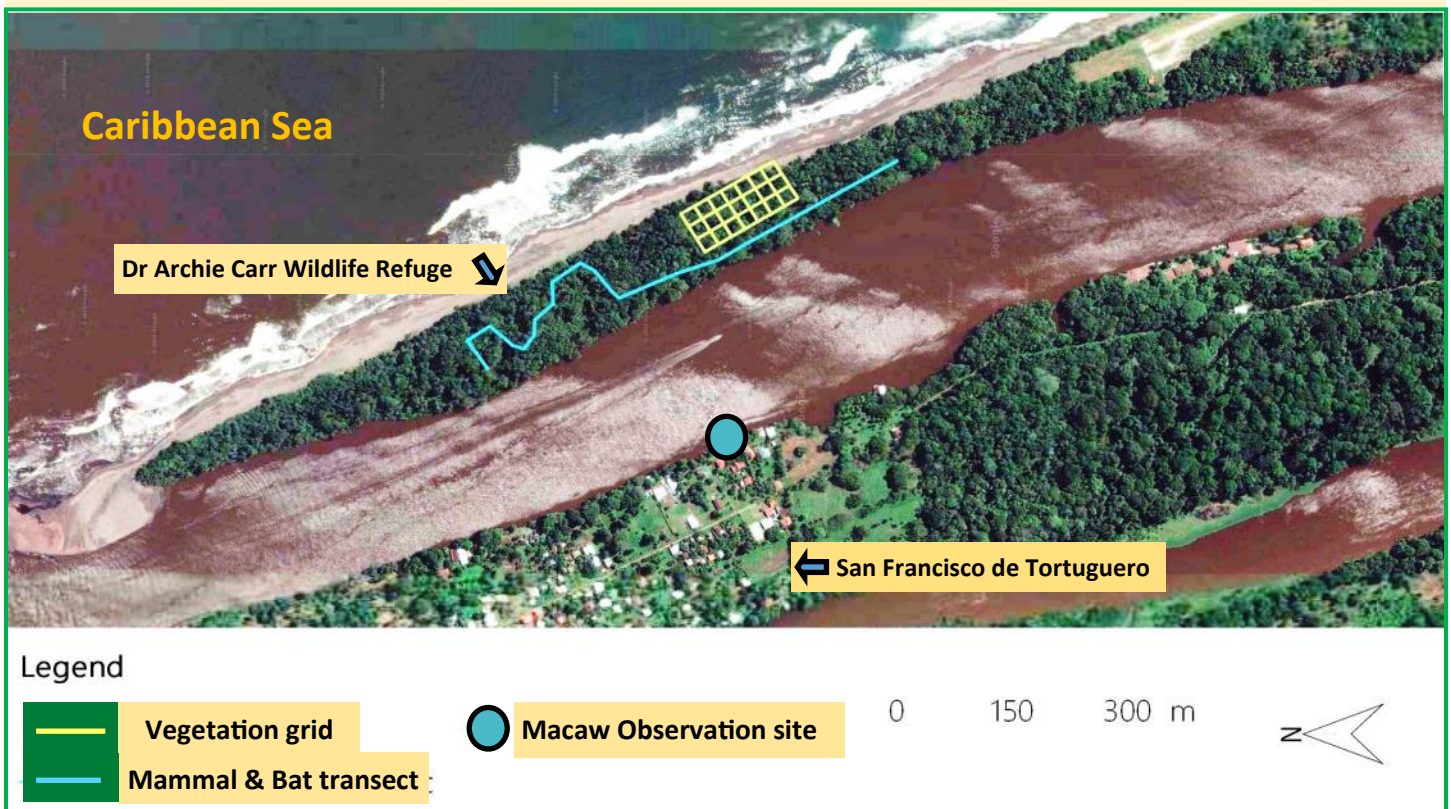 Caribbean Sea
Dr Archie Carr Wildlife Refuge
San Francisco de Tortuguero
Legend
Vegetation grid
Mammal & Bat transect
Macaw Observation site
0 150 300 m
N